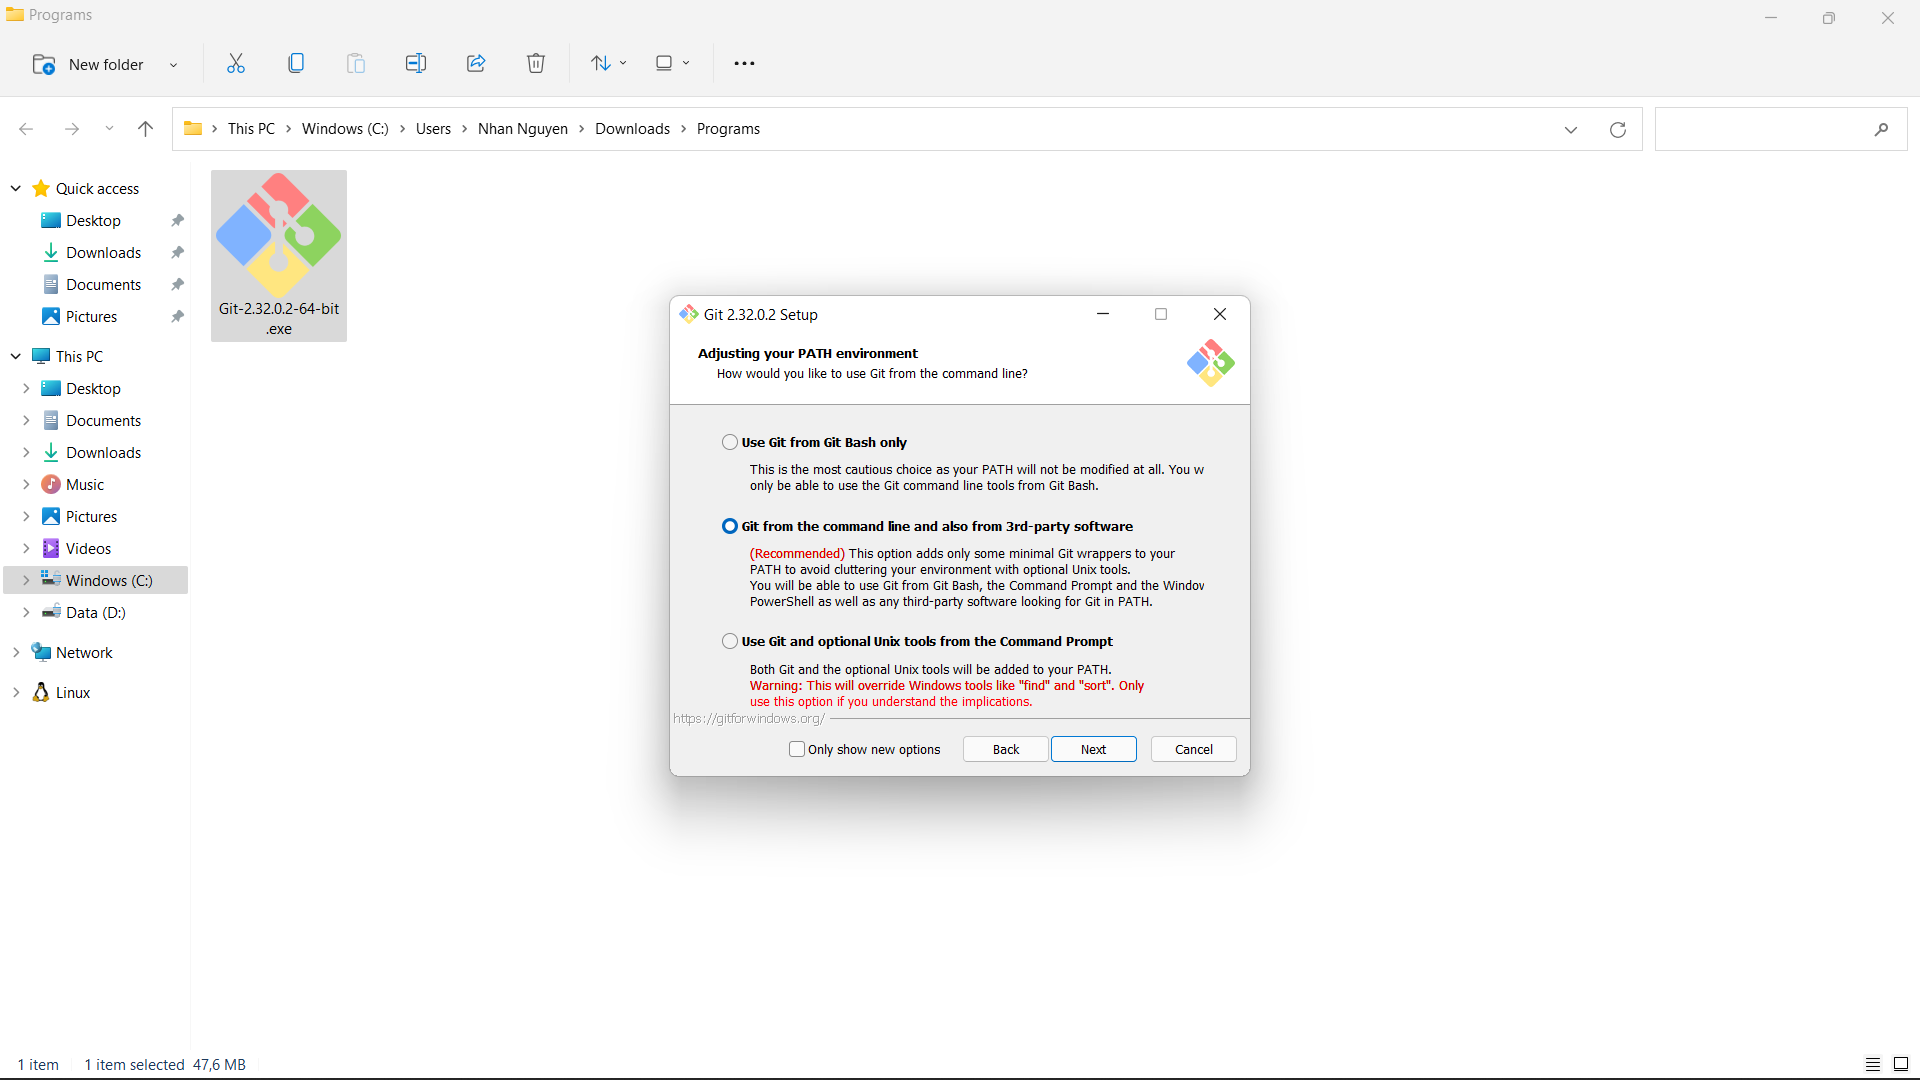 Programs
New folder
This PC
Windows (C:)
Users
Nhan Nguyen
Downloads
Programs
Quick access
Desktop
Downloads
Documents
Pictures
This PC
Desktop
Documents
Downloads
Music
Pictures
Videos
Windows (C:)
Data (D:)
Network
Linux
Git-2.32.0.2-64-bit
.exe
Git 2.32.0.2 Setup
Adjusting your PATH environment
How would you like to use Git from the command line?
Use Git from Git Bash only
This is the most cautious choice as your PATH will not be modified at all. You w
only be able to use the Git command line tools from Git Bash.
Git from the command line and also from 3rd-party software
(Recommended) This option adds only some minimal Git wrappers to your
PATH to avoid cluttering your environment with optional Unix tools.
You will be able to use Git from Git Bash, the Command Prompt and the Window
PowerShell as well as any third-party software looking for Git in PATH.
Use Git and optional Unix tools from the Command Prompt
Both Git and the optional Unix tools will be added to your PATH.
Warning: This will override Windows tools like "find" and "sort". Only
use this option if you understand the implications.
https://gitforwindows.org/
Only show new options
Back
Next
Cancel
1 item
1 item selected 47,6 MB